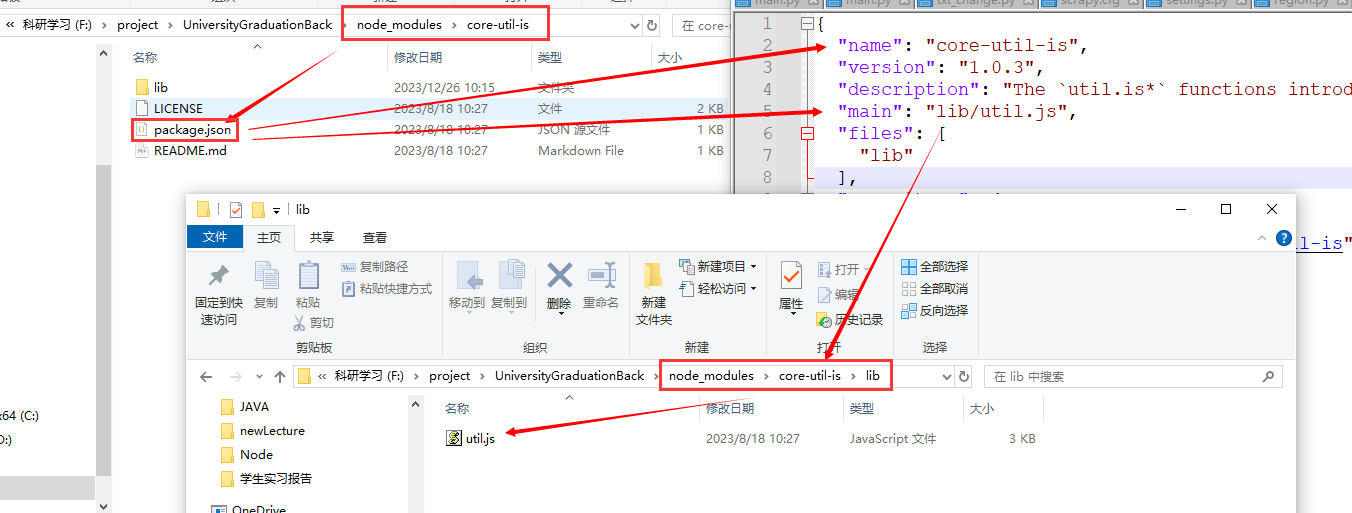 main.py main.py txt_change.py scrapy.cfg settings.py region.py
« 科研学习 (F:) › project › UniversityGraduationBack › node_modules › core-util-is
在 core-u
名称 修改日期 类型 大小
lib 2023/12/26 10:15 文件夹
LICENSE 2023/8/18 10:27 文件 2 KB
package.json 2023/8/18 10:27 JSON 源文件 1 KB
README.md 2023/8/18 10:27 Markdown File 1 KB
1 {
2 "name": "core-util-is",
3 "version": "1.0.3",
4 "description": "The `util.is*` functions introd
5 "main": "lib/util.js",
6 "files": [
7 "lib"
8 ],
l-is"
lib
文件 主页 共享 查看
固定到快速访问
复制
粘贴
复制路径
粘贴快捷方式
剪切
剪贴板
移动到 复制到 删除 重命名
组织
新建文件夹
新建项目
轻松访问
新建
属性
打开
编辑
历史记录
打开
全部选择
全部取消
反向选择
选择
« 科研学习 (F:) › project › UniversityGraduationBack › node_modules › core-util-is › lib
在 lib 中搜索
x64 (C:)
D:)
JAVA
newLecture
Node
学生实习报告
OneDrive
名称 修改日期 类型 大小
util.js 2023/8/18 10:27 JavaScript 文件 3 KB